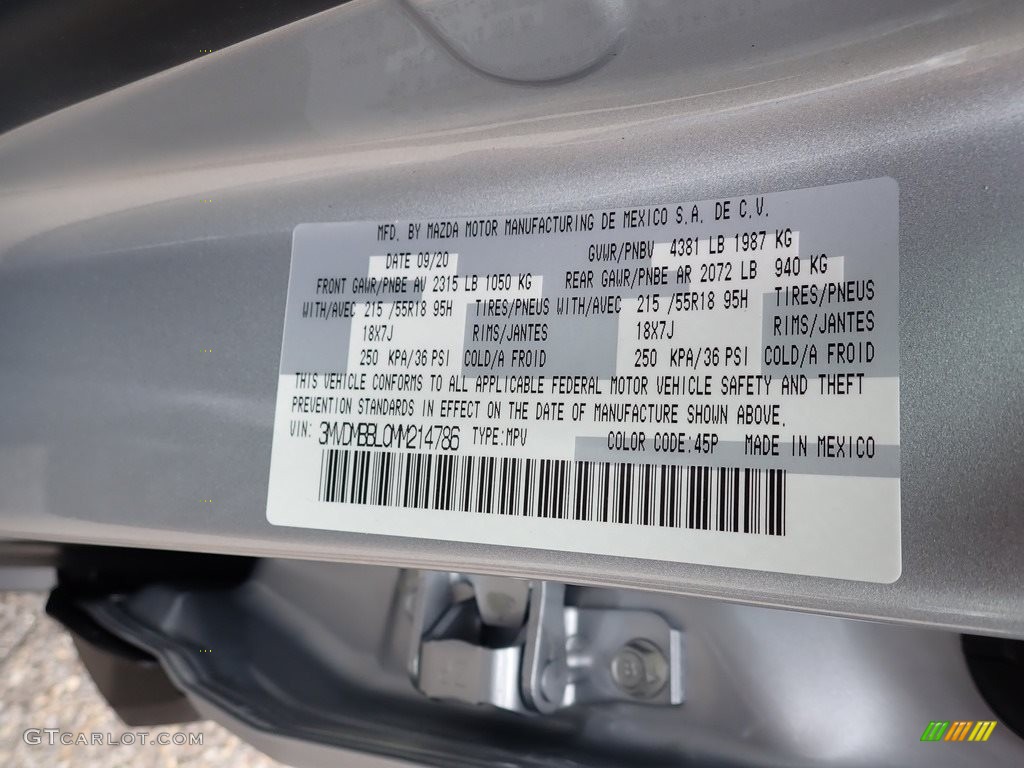 MFD. BY MAZDA MOTOR MANUFACTURING DE MEXICO S.A. DE C.V.
DATE 09/20 GVWR/PNBV 4381 LB 1987 KG
FRONT GAWR/PNBE AV 2315 LB 1050 KG REAR GAWR/PNBE AR 2072 LB 940 KG
WITH/AVEC 215 /55R18 95H TIRES/PNEUS WITH/AVEC 215 /55R18 95H TIRES/PNEUS
18X7J RIMS/JANTES 18X7J RIMS/JANTES
250 KPA/36 PSI COLD/A FROID 250 KPA/36 PSI COLD/A FROID
THIS VEHICLE CONFORMS TO ALL APPLICABLE FEDERAL MOTOR VEHICLE SAFETY AND THEFT
PREVENTION STANDARDS IN EFFECT ON THE DATE OF MANUFACTURE SHOWN ABOVE.
VIN: 3MVDMBBL0MM214786 TYPE:MPV COLOR CODE:45P MADE IN MEXICO
GTCARLOT.COM